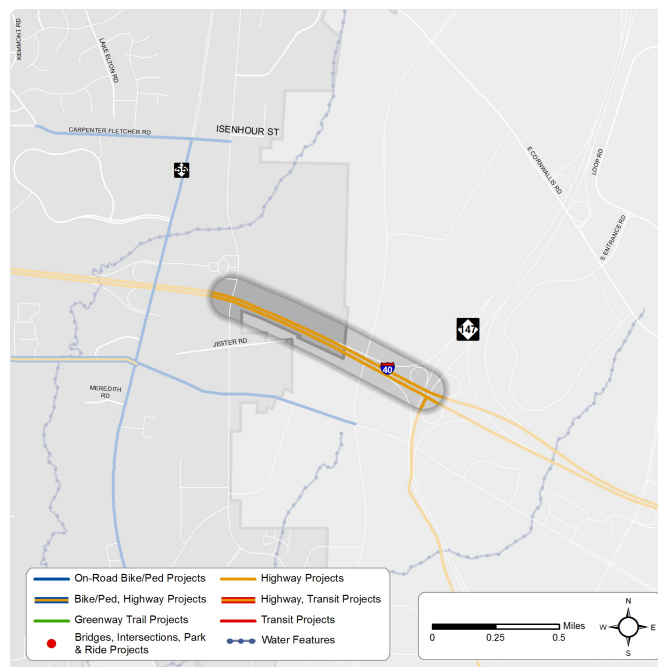 KEMMONT RD
LAKE ELTON RD
CARPENTER FLETCHER RD
ISENHOUR ST
55
E CORNWALLIS RD
LOOP RD
S ENTRANCE RD
147
JESTER RD
40
MEREDITH
RD
On-Road Bike/Ped Projects
Highway Projects
Bike/Ped, Highway Projects
Highway, Transit Projects
Greenway Trail Projects
Transit Projects
Bridges, Intersections, Park
& Ride Projects
Water Features
Miles
0 0.25 0.5
N
W E
S